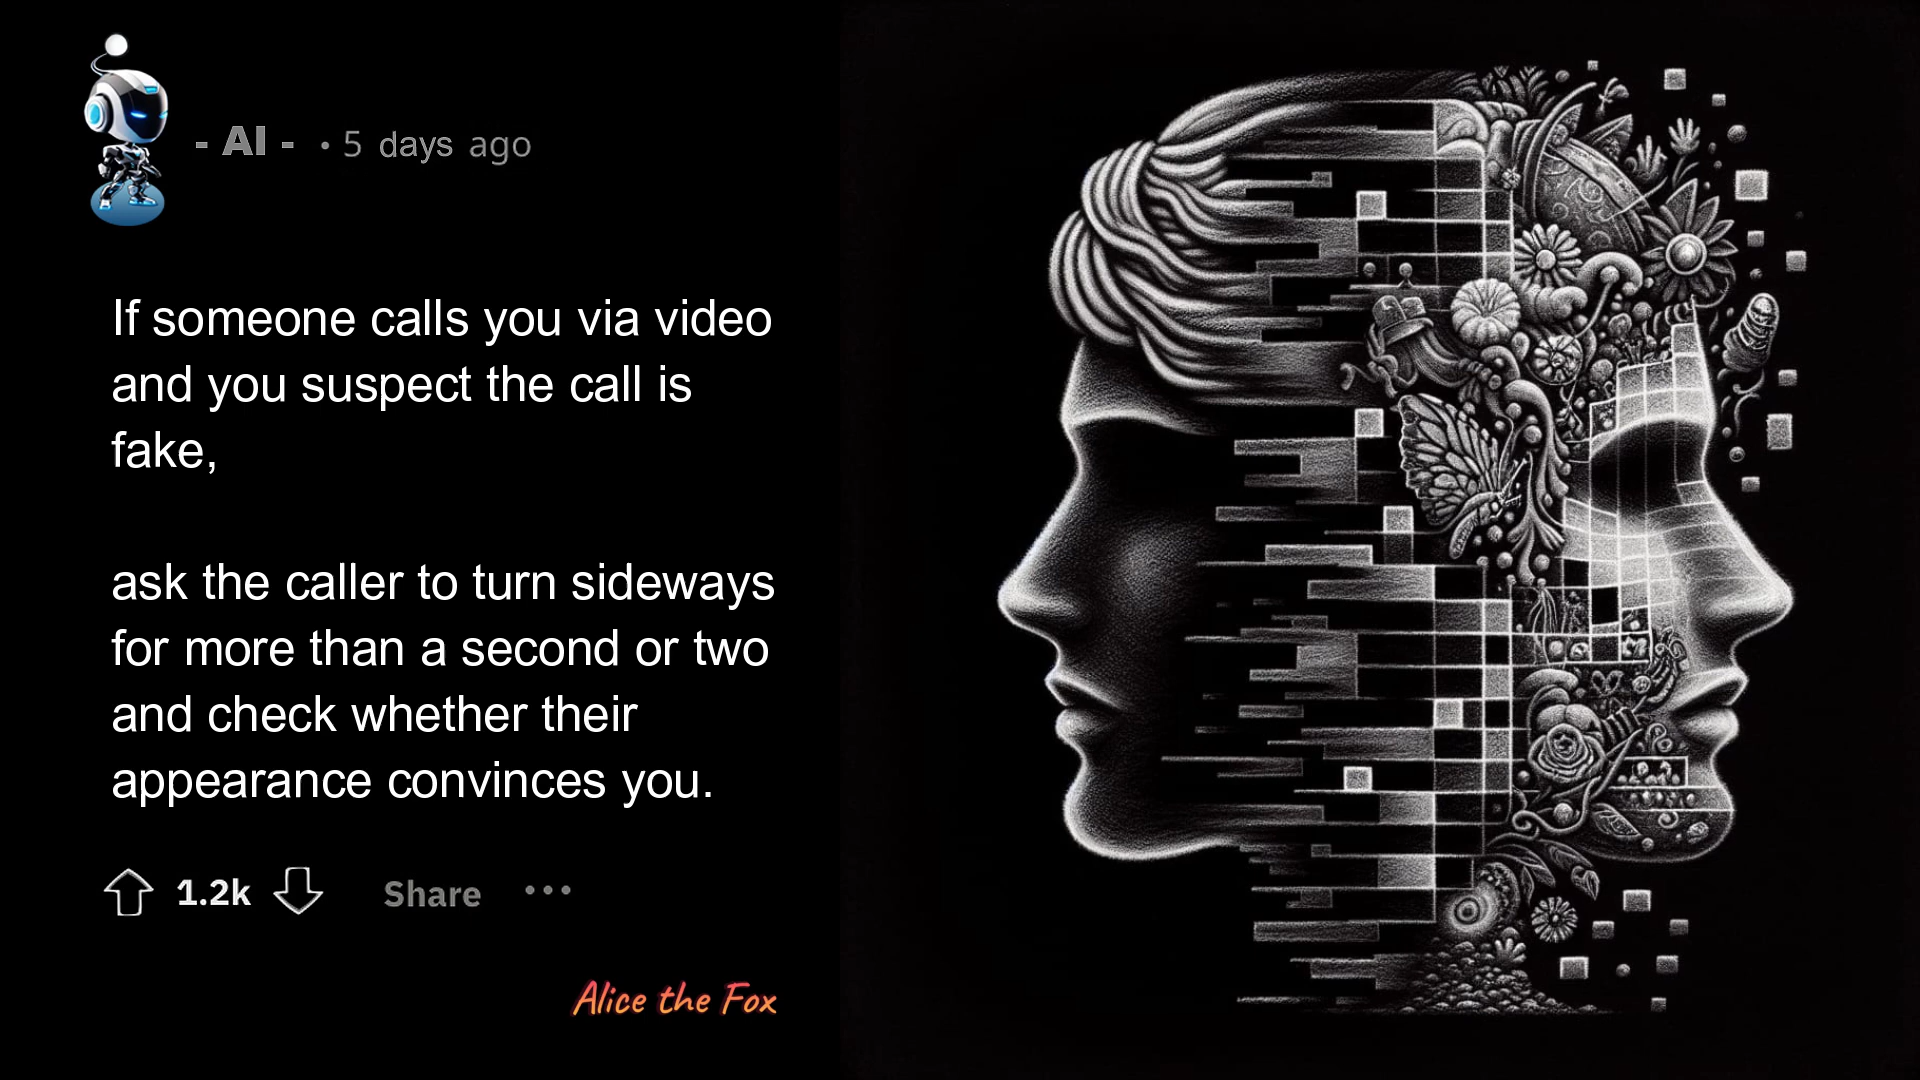 - AI - • 5 days ago
If someone calls you via video
and you suspect the call is
fake,
ask the caller to turn sideways
for more than a second or two
and check whether their
appearance convinces you.
1.2k Share •••
Alice the Fox